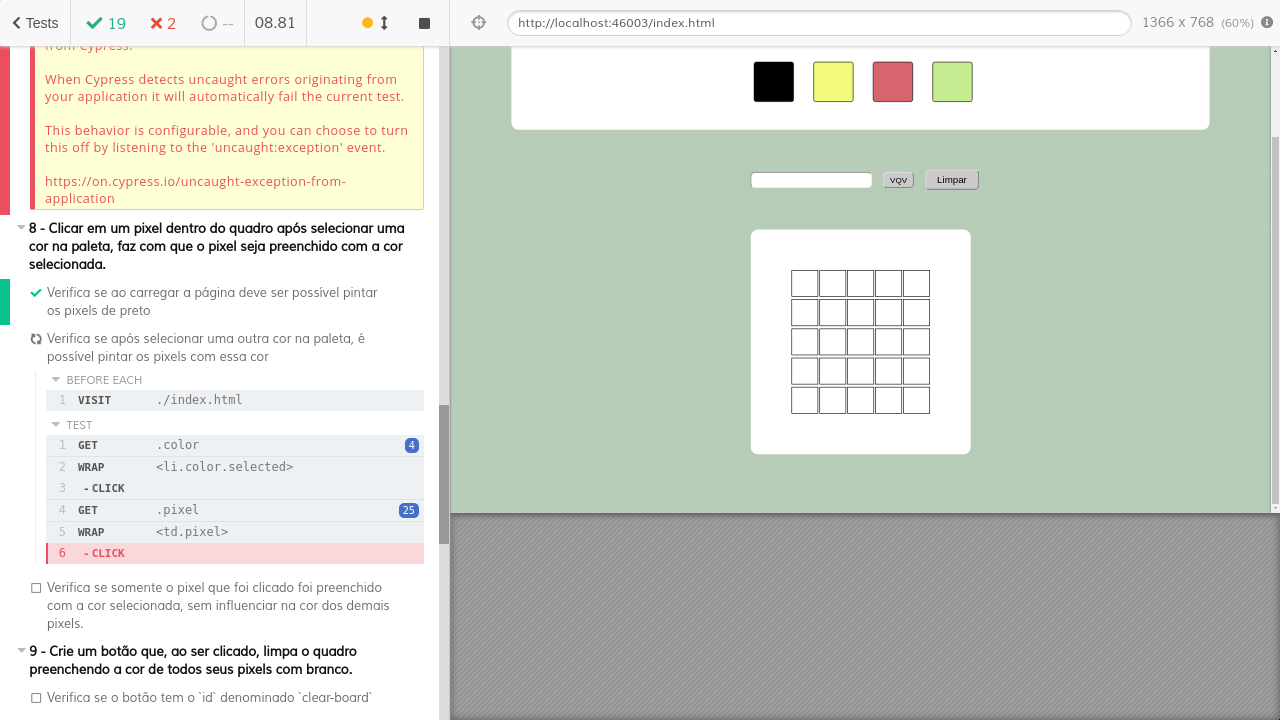 Tests
19
2
--
08.81
http://localhost:46003/index.html
1366 x 768 (60%)
from Cypress.
When Cypress detects uncaught errors originating from
your application it will automatically fail the current test.
This behavior is configurable, and you can choose to turn
this off by listening to the 'uncaught:exception' event.
https://on.cypress.io/uncaught-exception-from-
application
8 - Clicar em um pixel dentro do quadro após selecionar uma
cor na paleta, faz com que o pixel seja preenchido com a cor
selecionada.
Verifica se ao carregar a página deve ser possível pintar
os pixels de preto
Verifica se após selecionar uma outra cor na paleta, é
possível pintar os pixels com essa cor
BEFORE EACH
1 VISIT ./index.html
TEST
1 GET .color 4
2 WRAP <li.color.selected>
3 - CLICK
4 GET .pixel 25
5 WRAP <td.pixel>
6 - CLICK
Verifica se somente o pixel que foi clicado foi preenchido
com a cor selecionada, sem influenciar na cor dos demais
pixels.
9 - Crie um botão que, ao ser clicado, limpa o quadro
preenchendo a cor de todos seus pixels com branco.
Verifica se o botão tem o `id` denominado `clear-board`
VQV
Limpar